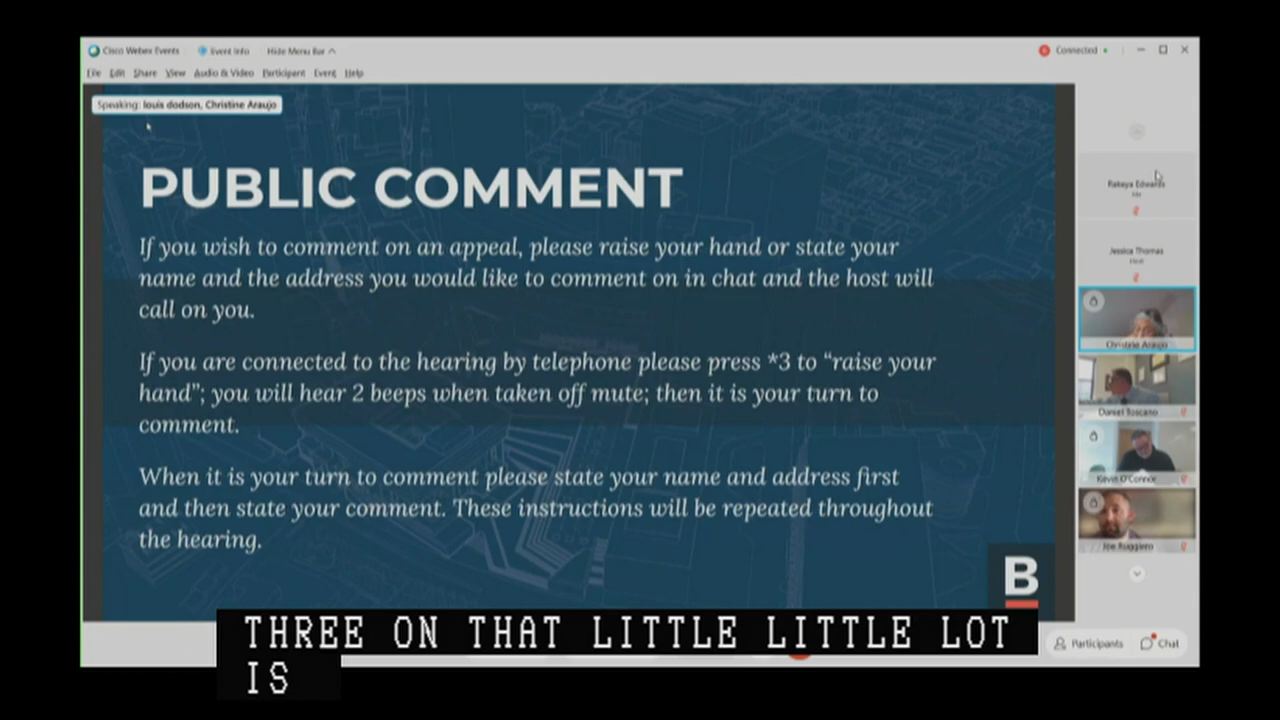 Cisco Webex Events
Event Info
Hide Menu Bar
Connected
File Edit Share View Audio & Video Participant Event Help
Speaking: louis dodson, Christine Araujo
PUBLIC COMMENT
If you wish to comment on an appeal, please raise your hand or state your
name and the address you would like to comment on in chat and the host will
call on you.
If you are connected to the hearing by telephone please press *3 to “raise your
hand”; you will hear 2 beeps when taken off mute; then it is your turn to
comment.
When it is your turn to comment please state your name and address first
and then state your comment. These instructions will be repeated throughout
the hearing.
B
Rakeya Edwards
Jessica Thomas
Host
Christine Araujo
Daniel Toscano
Kevin O'Connor
Joe Ruggiero
Participants
Chat
THREE ON THAT LITTLE LITTLE LOT
IS